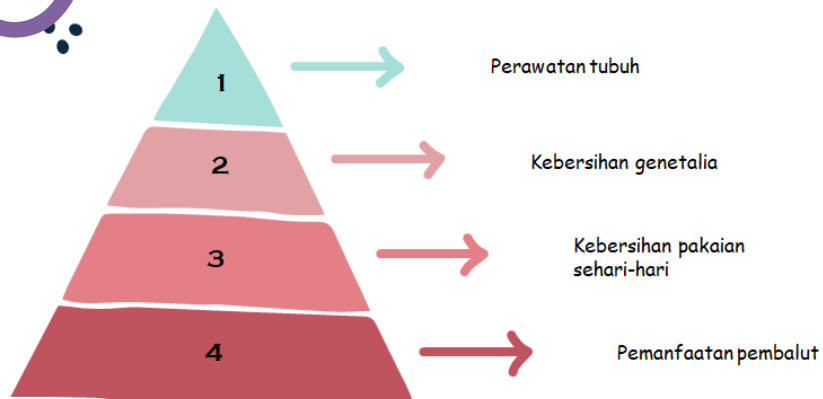 1
Perawatan tubuh
2
Kebersihan genetalia
3
Kebersihan pakaian
sehari-hari
4
Pemanfaatan pembalut